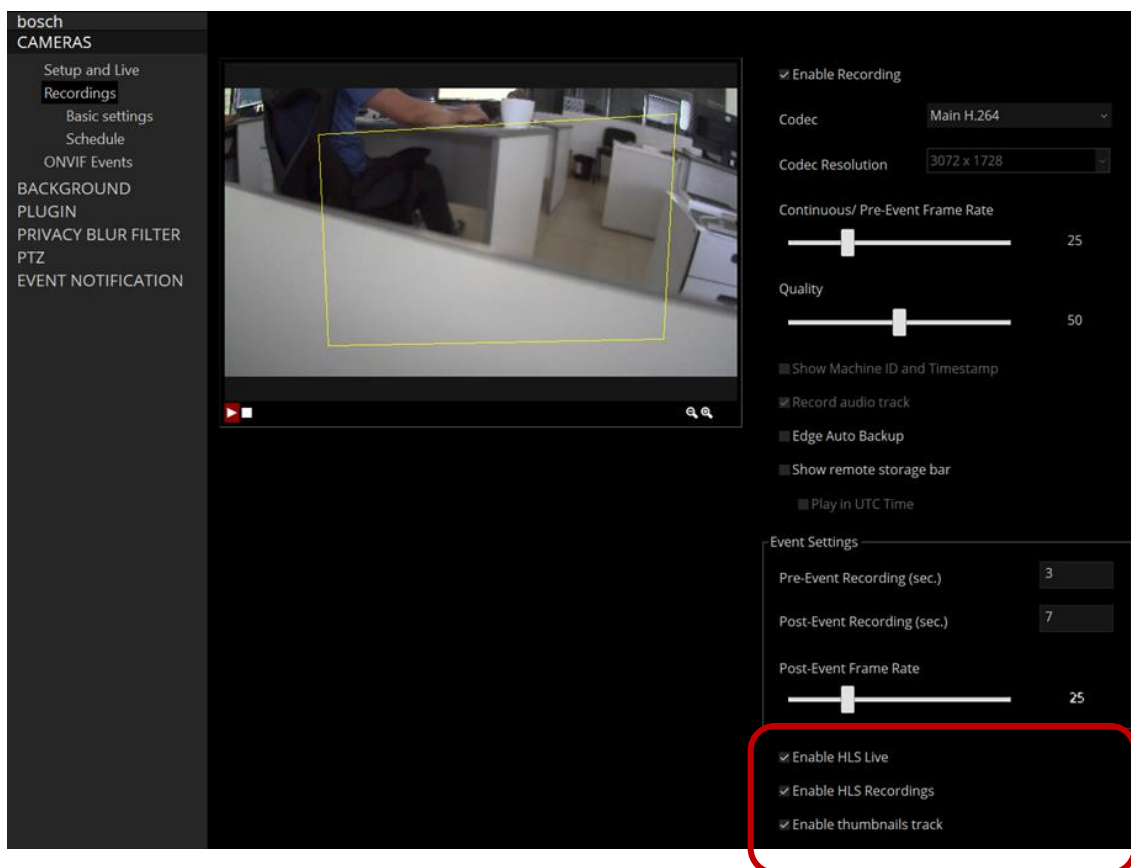 bosch
CAMERAS
Setup and Live
Recordings
Basic settings
Schedule
ONVIF Events
BACKGROUND
PLUGIN
PRIVACY BLUR FILTER
PTZ
EVENT NOTIFICATION
Enable Recording
Codec Main H.264
Codec Resolution 3072 x 1728
Continuous/ Pre-Event Frame Rate
25
Quality
50
Show Machine ID and Timestamp
Record audio track
Edge Auto Backup
Show remote storage bar
Play in UTC Time
Event Settings
Pre-Event Recording (sec.) 3
Post-Event Recording (sec.) 7
Post-Event Frame Rate
25
Enable HLS Live
Enable HLS Recordings
Enable thumbnails track